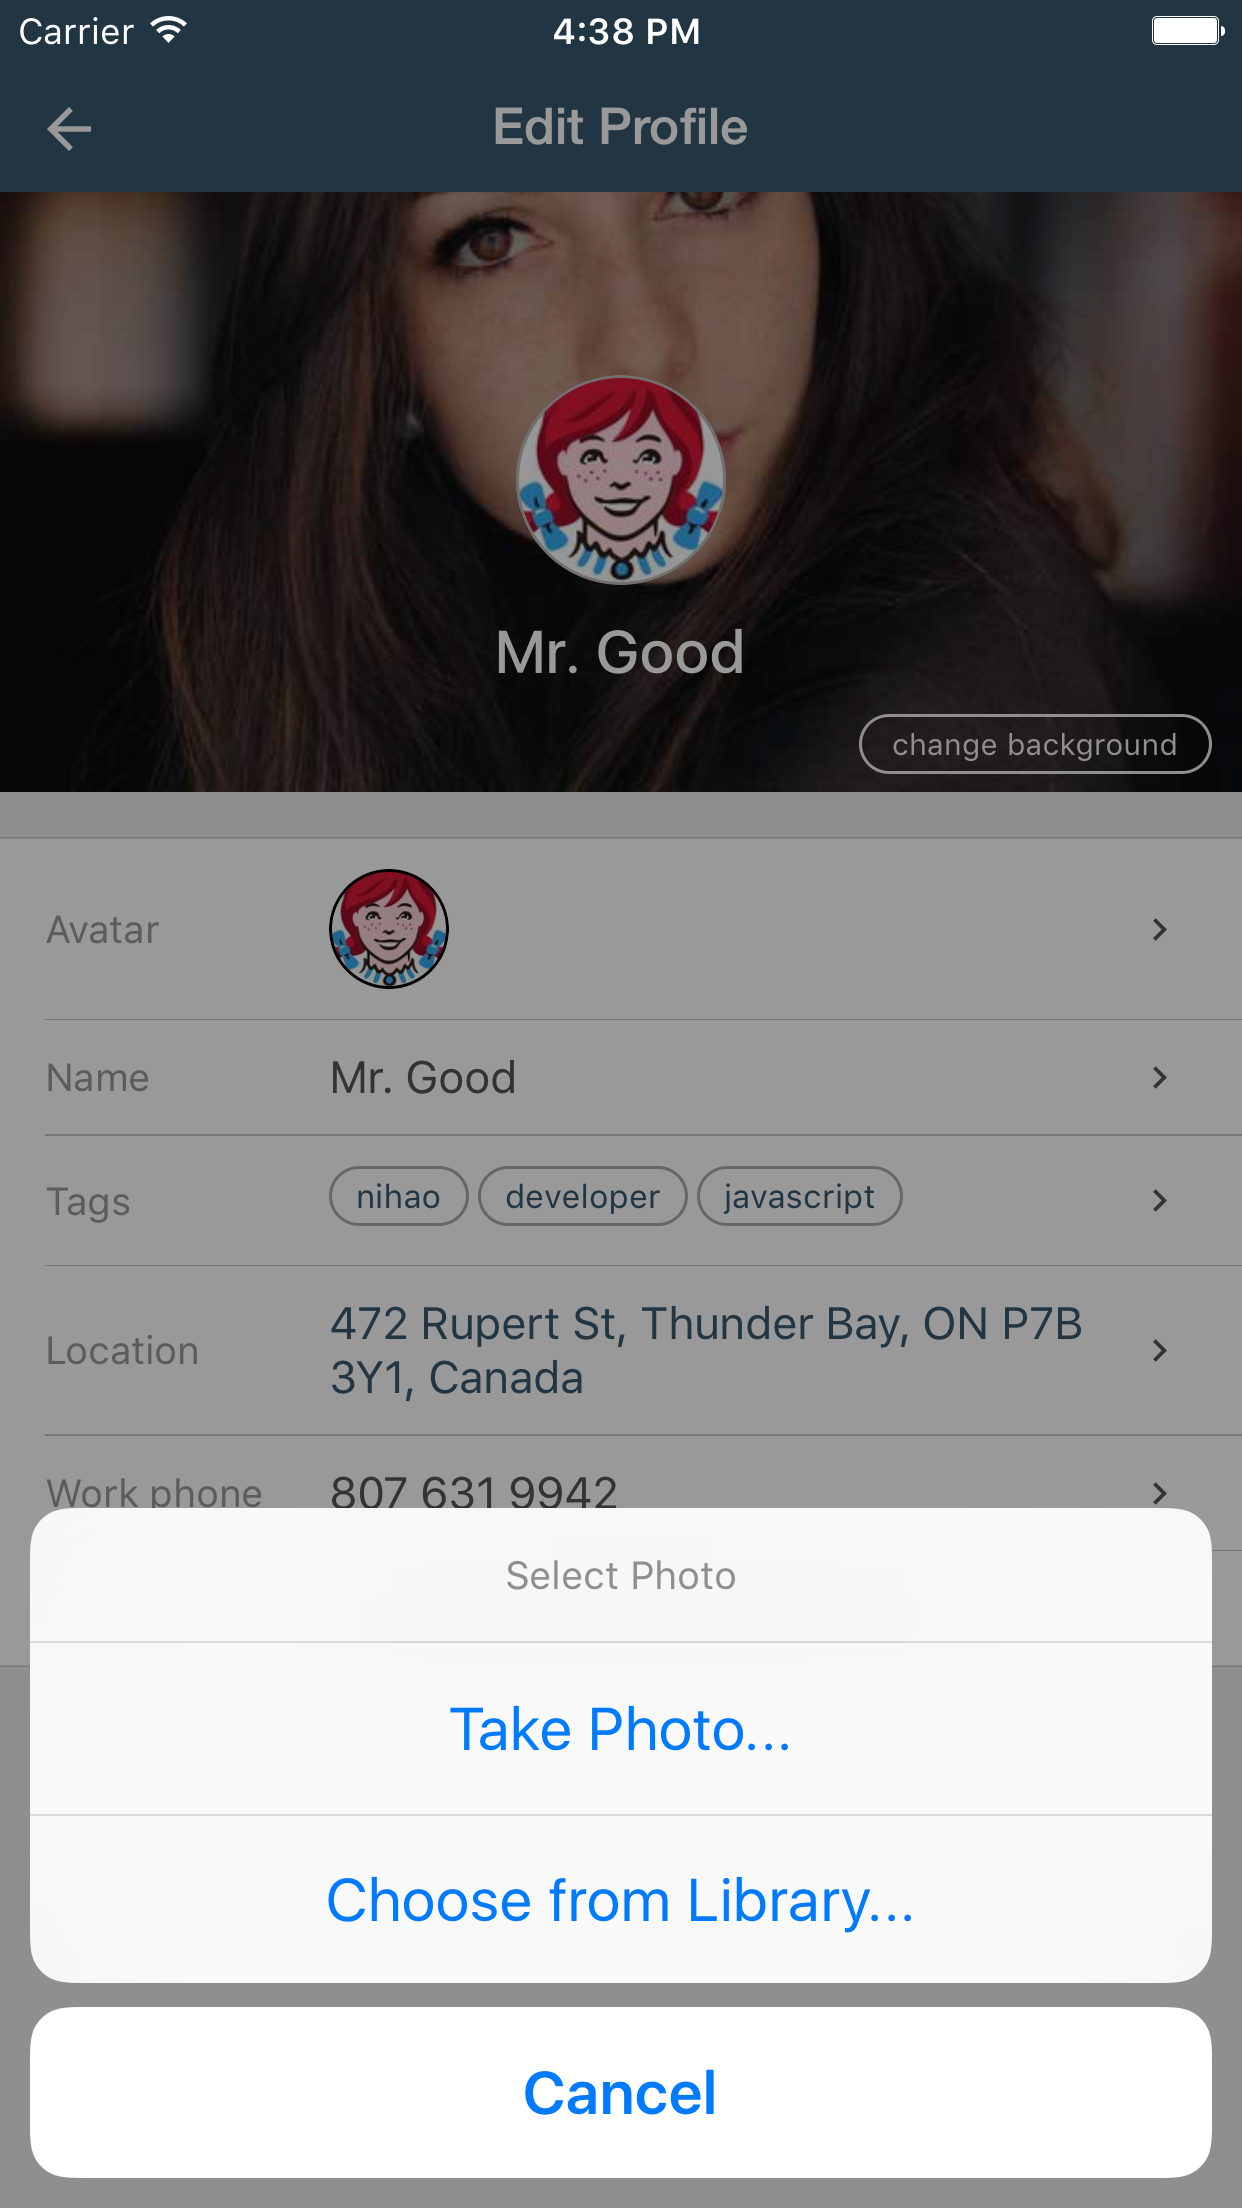 Carrier 4:38 PM
Edit Profile
Mr. Good
change background
Avatar
Name Mr. Good
Tags nihao developer javascript
Location 472 Rupert St, Thunder Bay, ON P7B
3Y1, Canada
Work phone 807 631 9942
Select Photo
Take Photo...
Choose from Library...
Cancel